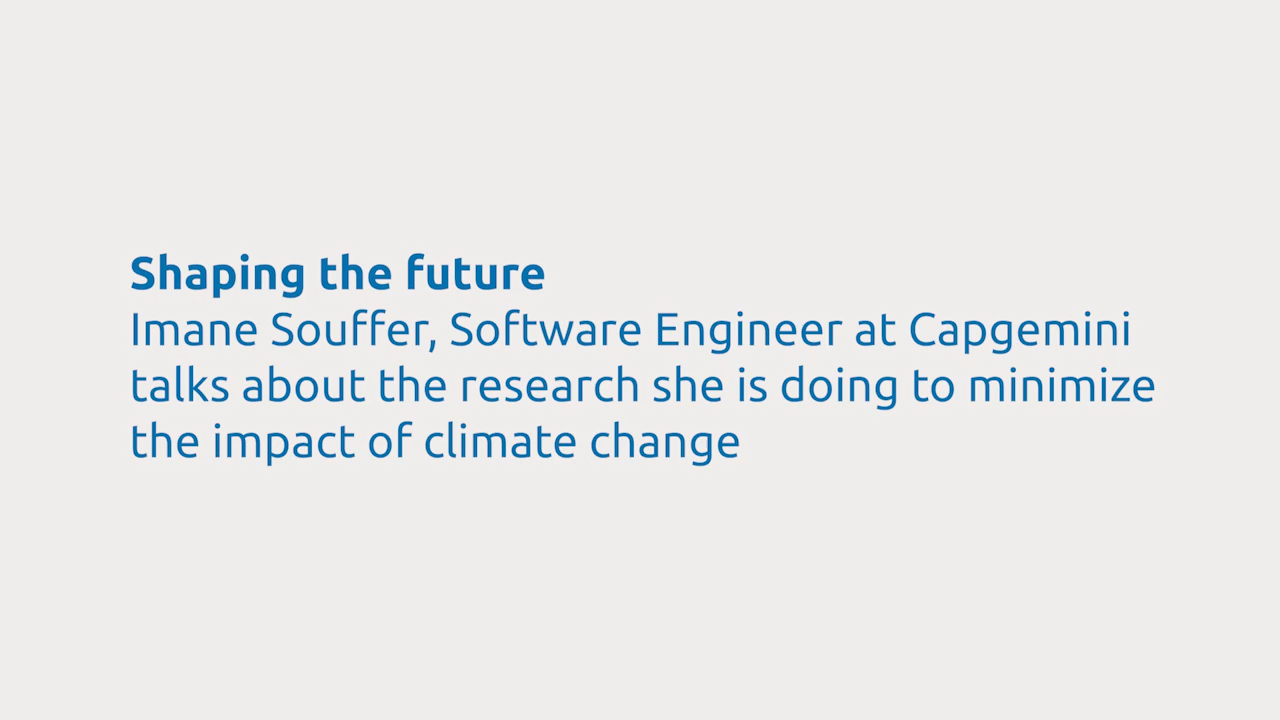 Shaping the future
Imane Souffer, Software Engineer at Capgemini
talks about the research she is doing to minimize
the impact of climate change